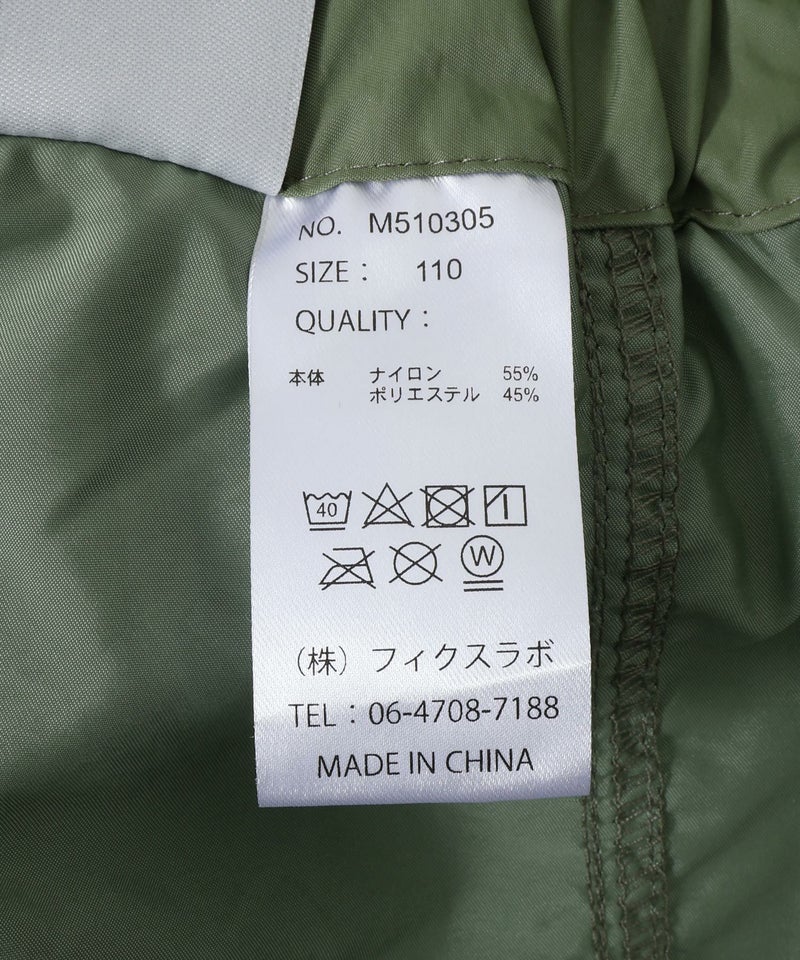 NO. M510305
SIZE : 110
QUALITY :
本体 ナイロン 55%
ポリエステル 45%
40
W
（株）フィクスラボ
TEL：06-4708-7188
MADE IN CHINA